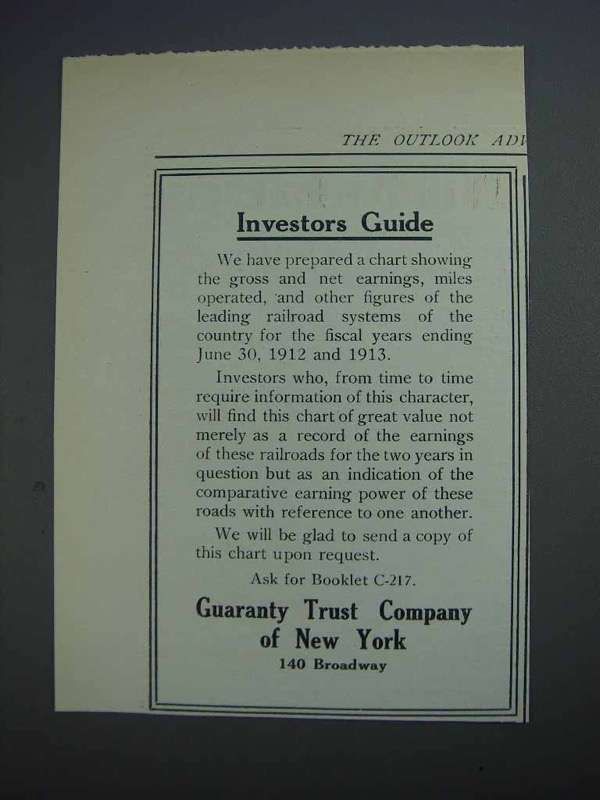 THE OUTLOOK ADV
Investors Guide
We have prepared a chart showing
the gross and net earnings, miles
operated, and other figures of the
leading railroad systems of the
country for the fiscal years ending
June 30, 1912 and 1913.
Investors who, from time to time
require information of this character,
will find this chart of great value not
merely as a record of the earnings
of these railroads for the two years in
question but as an indication of the
comparative earning power of these
roads with reference to one another.
We will be glad to send a copy of
this chart upon request.
Ask for Booklet C-217.
Guaranty Trust Company
of New York
140 Broadway